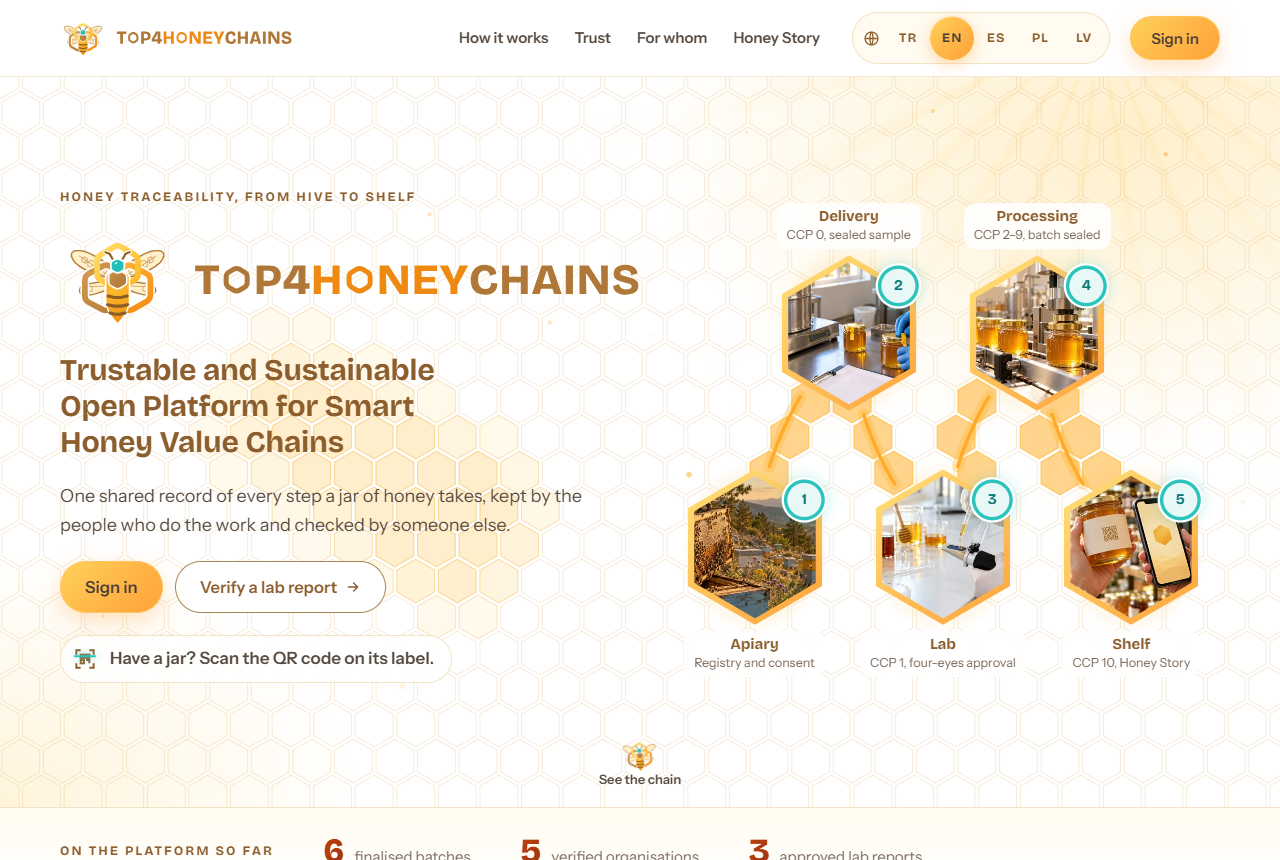 TOP4HONEYCHAINS
How it works
Trust
For whom
Honey Story
TR
EN
ES
PL
LV
Sign in
HONEY TRACEABILITY, FROM HIVE TO SHELF
TOP4HONEYCHAINS
Trustable and Sustainable
Open Platform for Smart
Honey Value Chains
One shared record of every step a jar of honey takes, kept by the
people who do the work and checked by someone else.
Sign in
Verify a lab report →
Have a jar? Scan the QR code on its label.
Delivery
CCP 0, sealed sample
2
Processing
CCP 2–9, batch sealed
4
1
Apiary
Registry and consent
3
Lab
CCP 1, four-eyes approval
5
Shelf
CCP 10, Honey Story
See the chain
ON THE PLATFORM SO FAR
6 finalised batches
5 verified organisations
3 approved lab reports